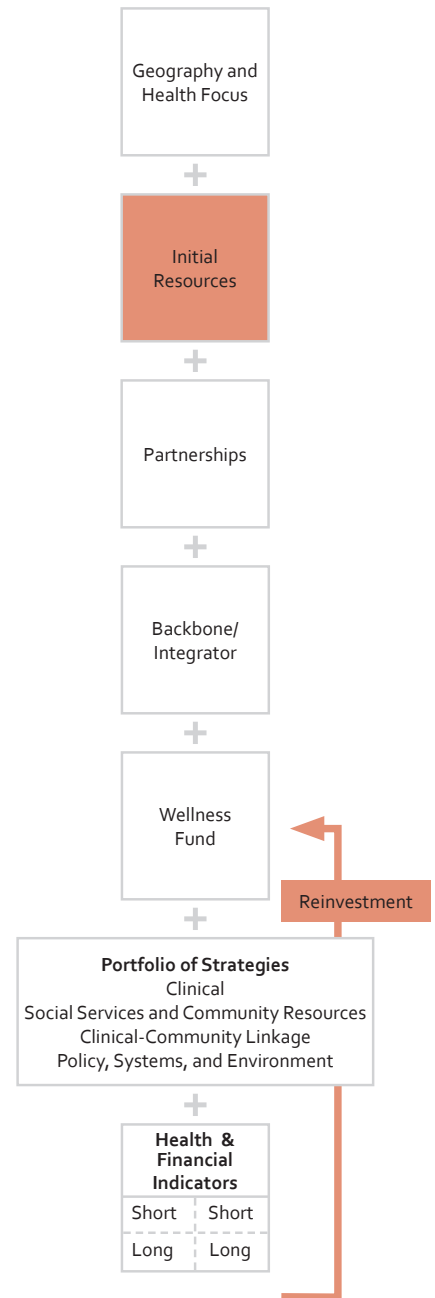 Geography and
Health Focus
+
Initial
Resources
+
Partnerships
+
Backbone/
Integrator
+
Wellness
Fund
Reinvestment
+
Portfolio of Strategies
Clinical
Social Services and Community Resources
Clinical-Community Linkage
Policy, Systems, and Environment
+
Health &
Financial
Indicators
Short Short
Long Long